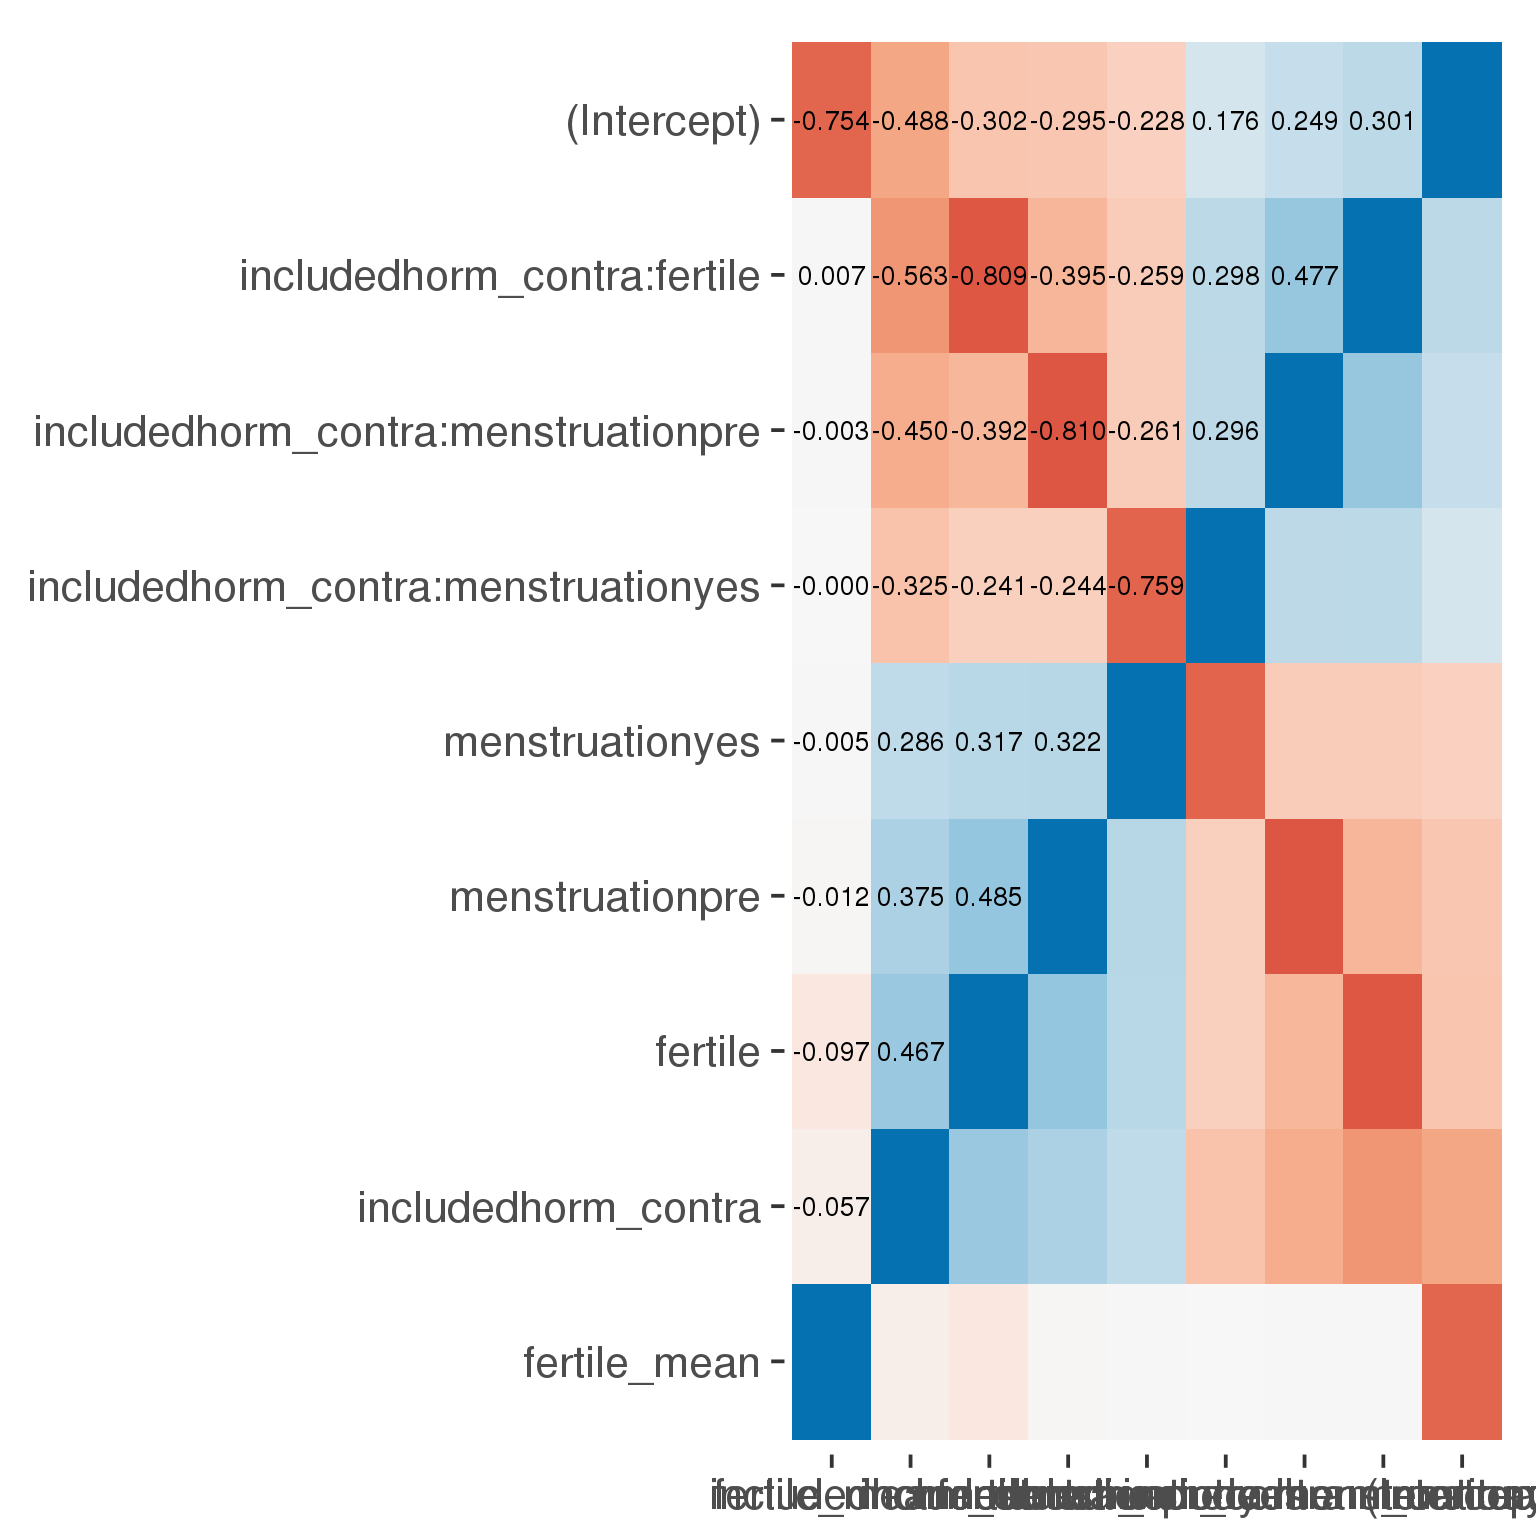 (Intercept) -0.754 -0.488 -0.302 -0.295 -0.228 0.176 0.249 0.301
includedhorm_contra:fertile 0.007 -0.563 -0.809 -0.395 -0.259 0.298 0.477
includedhorm_contra:menstruationpre -0.003 -0.450 -0.392 -0.810 -0.261 0.296
includedhorm_contra:menstruationyes -0.000 -0.325 -0.241 -0.244 -0.759
menstruationyes -0.005 0.286 0.317 0.322
menstruationpre -0.012 0.375 0.485
fertile -0.097 0.467
includedhorm_contra -0.057
fertile_mean